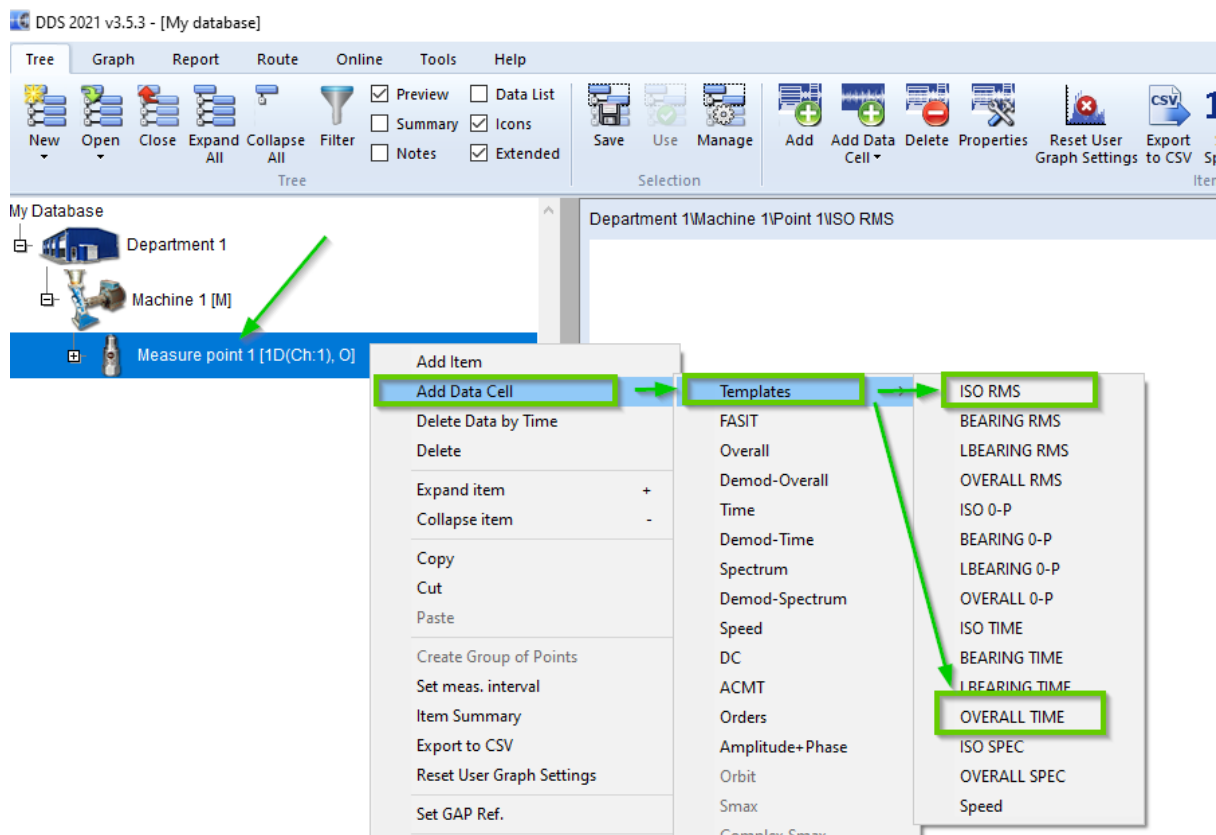 DDS 2021 v3.5.3 - [My database]
Tree Graph Report Route Online Tools Help
New Open Close Expand All Collapse All Filter
Preview Data List
Summary Icons
Notes Extended
Tree
Save Use Manage
Selection
Add Add Data Cell Delete Properties Reset User Graph Settings Export to CSV
My Database
Department 1
Machine 1 [M]
Measure point 1 [1D(Ch:1), O]
Department 1\Machine 1\Point 1\ISO RMS
Add Item
Add Data Cell
Delete Data by Time
Delete
Expand item +
Collapse item -
Copy
Cut
Paste
Create Group of Points
Set meas. interval
Item Summary
Export to CSV
Reset User Graph Settings
Set GAP Ref.
Templates
FASIT
Overall
Demod-Overall
Time
Demod-Time
Spectrum
Demod-Spectrum
Speed
DC
ACMT
Orders
Amplitude+Phase
Orbit
Smax
Complex Smax
ISO RMS
BEARING RMS
LBEARING RMS
OVERALL RMS
ISO 0-P
BEARING 0-P
LBEARING 0-P
OVERALL 0-P
ISO TIME
BEARING TIME
LBEARING TIME
OVERALL TIME
ISO SPEC
OVERALL SPEC
Speed